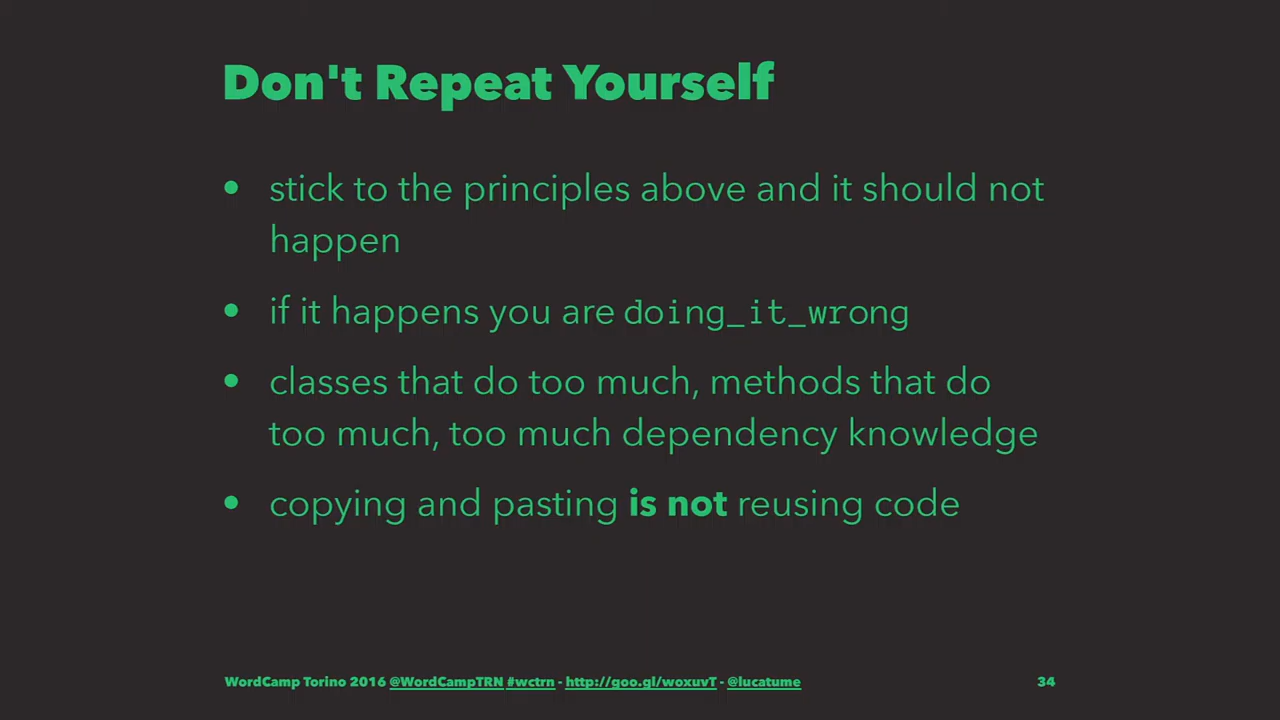 Don't Repeat Yourself
• stick to the principles above and it should not
happen
• if it happens you are doing_it_wrong
• classes that do too much, methods that do
too much, too much dependency knowledge
• copying and pasting is not reusing code
WordCamp Torino 2016 @WordCampTRN #wctrn - http://goo.gl/woxuvT - @lucatume 34